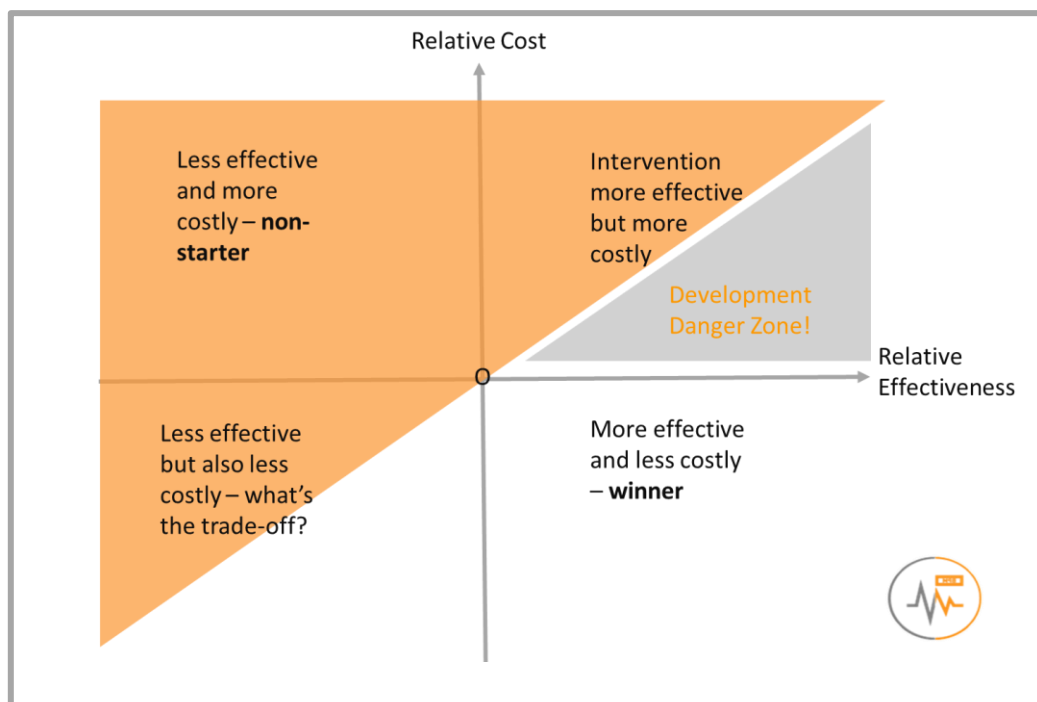 Relative Cost
Less effective
and more
costly – non-
starter
Intervention
more effective
but more
costly
Development
Danger Zone!
Relative
Effectiveness
O
Less effective
but also less
costly – what's
the trade-off?
More effective
and less costly
– winner